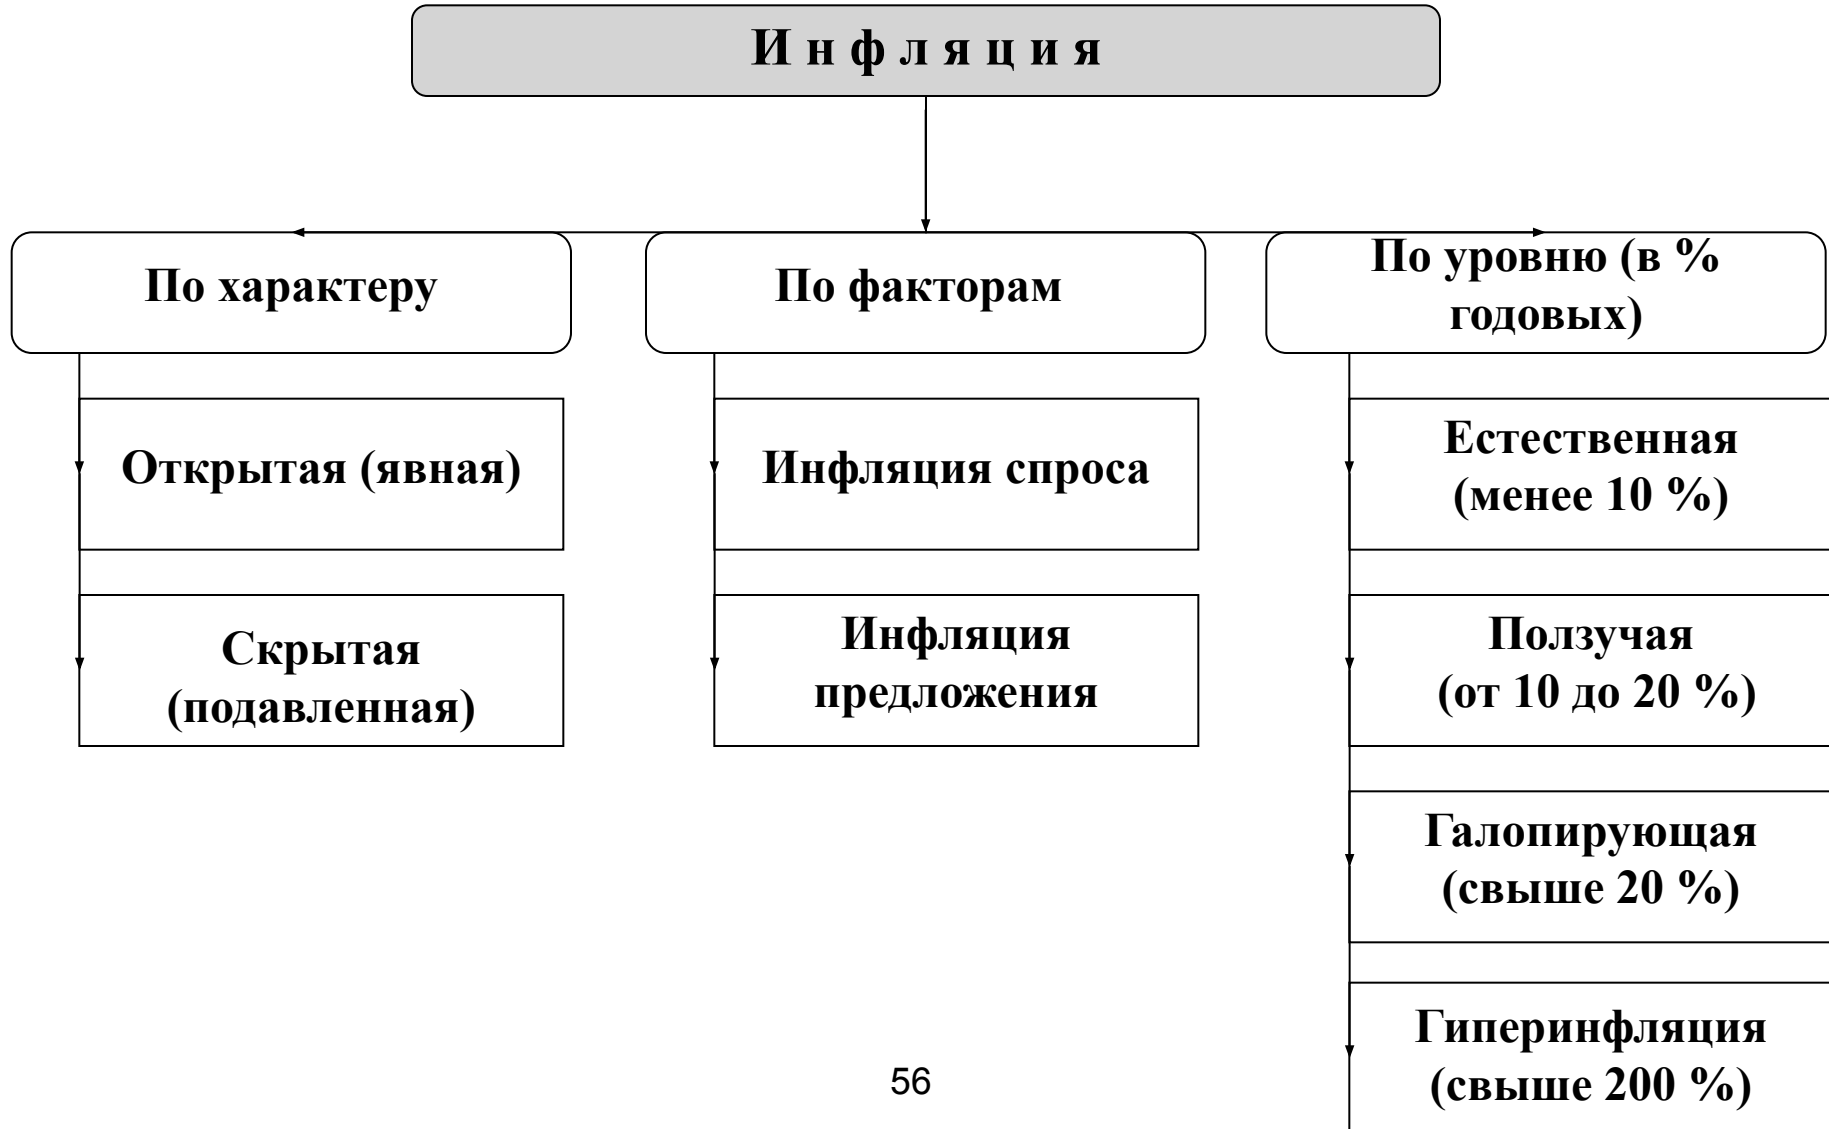 И н ф л я ц и я
По характеру
Открытая (явная)
Скрытая
(подавленная)
По факторам
Инфляция спроса
Инфляция
предложения
По уровню (в %
годовых)
Естественная
(менее 10 %)
Ползучая
(от 10 до 20 %)
Галопирующая
(свыше 20 %)
Гиперинфляция
(свыше 200 %)
56